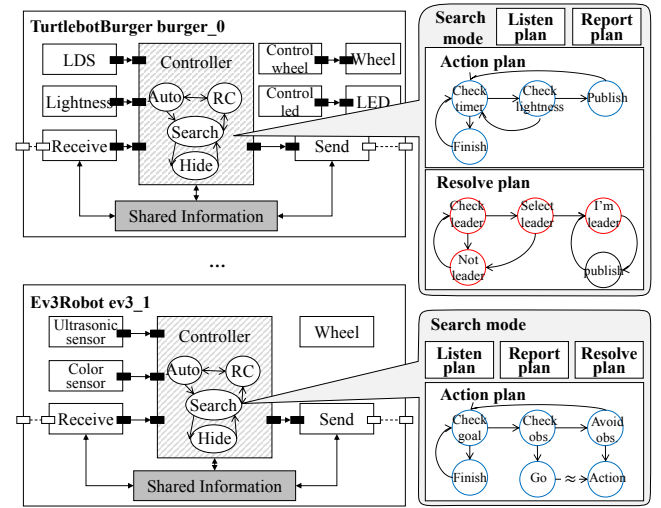 TurtlebotBurger burger_0
LDS
Lightness
Receive
Controller
Auto
RC
Search
Hide
Control
wheel
Wheel
Control
led
LED
Send
Shared Information
Search
mode
Listen
plan
Report
plan
Action plan
Check
timer
Check
lightness
Publish
Finish
Resolve plan
Check
leader
Select
leader
I'm
leader
Not
leader
publish
...
Ev3Robot ev3_1
Ultrasonic
sensor
Color
sensor
Receive
Controller
Auto
RC
Search
Hide
Wheel
Send
Shared Information
Search mode
Listen
plan
Report
plan
Resolve
plan
Action plan
Check
goal
Check
obs
Avoid
obs
Finish
Go
≈
Action